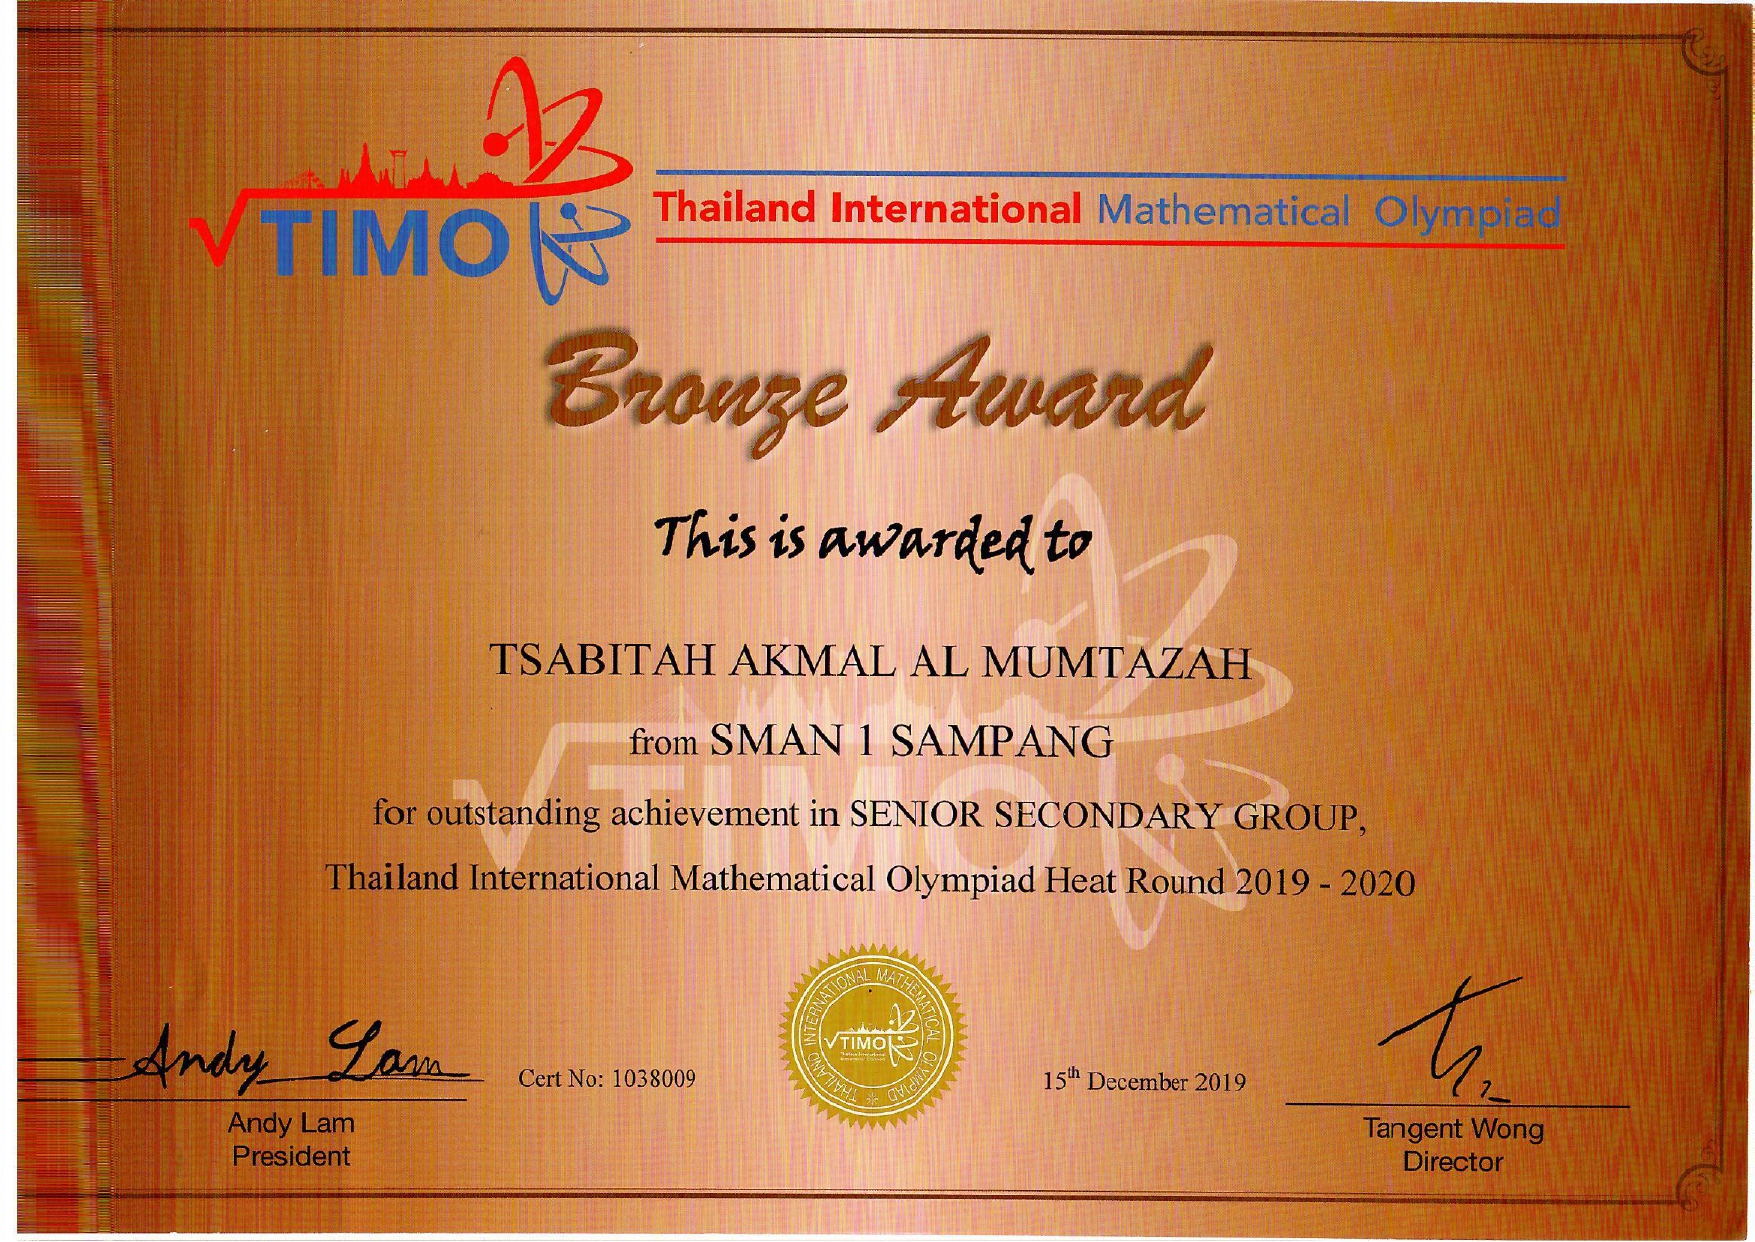 TIMO
Thailand International Mathematical Olympiad
Bronze Award
This is awarded to
TSABITAH AKMAL AL MUMTAZAH
from SMAN 1 SAMPANG
for outstanding achievement in SENIOR SECONDARY GROUP,
Thailand International Mathematical Olympiad Heat Round 2019 - 2020
THAILAND INTERNATIONAL MATHEMATICAL OLYMPIAD
TIMO
Andy Lam
Cert No: 1038009
15th December 2019
Andy Lam
President
Tangent Wong
Director